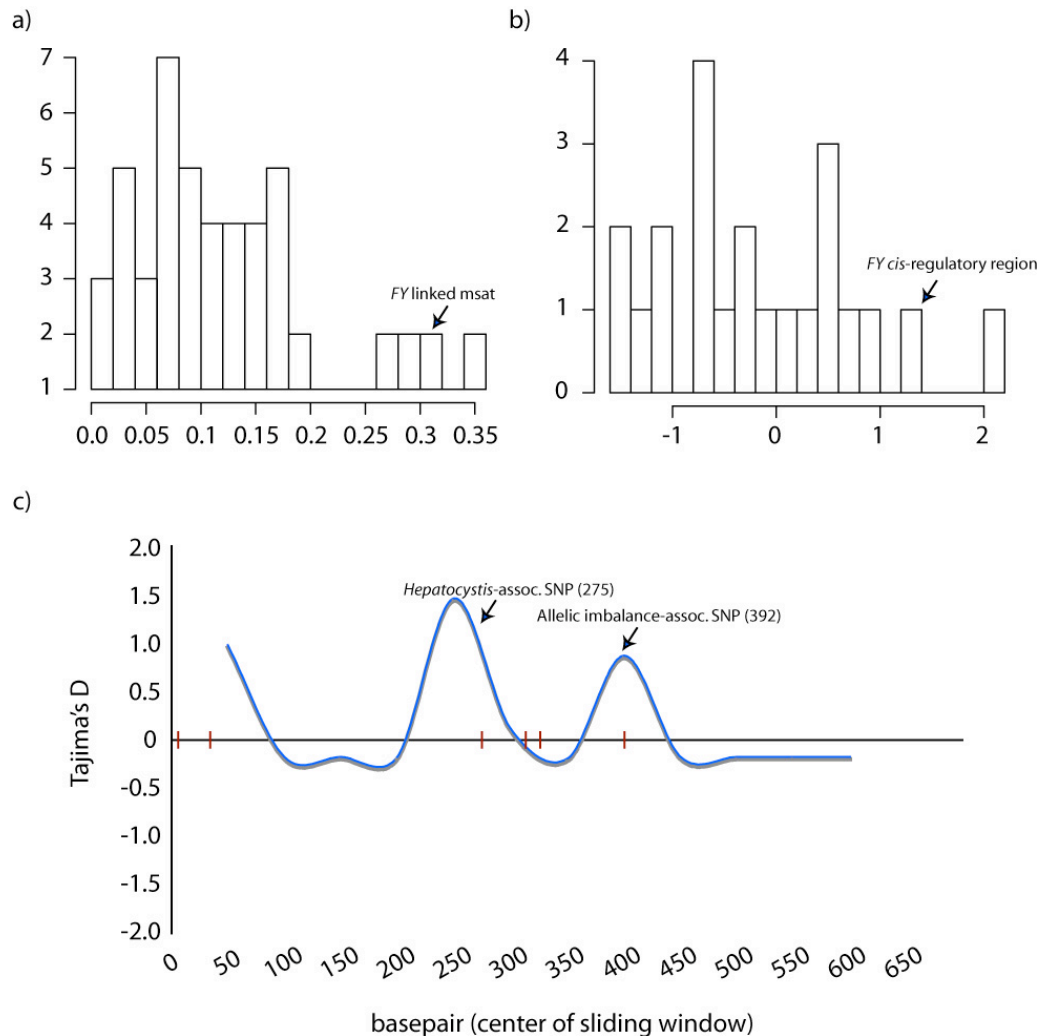 a)
7
6
5
4
3
2
1
FY linked msat
0.0 0.05 0.1 0.15 0.2 0.25 0.3 0.35
b)
4
3
2
1
0
FY cis-regulatory region
-1 0 1 2
c)
2.0
1.5
1.0
0.5
0
-0.5
-1.0
-1.5
-2.0
Tajima's D
Hepatocystis-assoc. SNP (275)
Allelic imbalance-assoc. SNP (392)
0 50 100 150 200 250 300 350 400 450 500 550 600 650
basepair (center of sliding window)